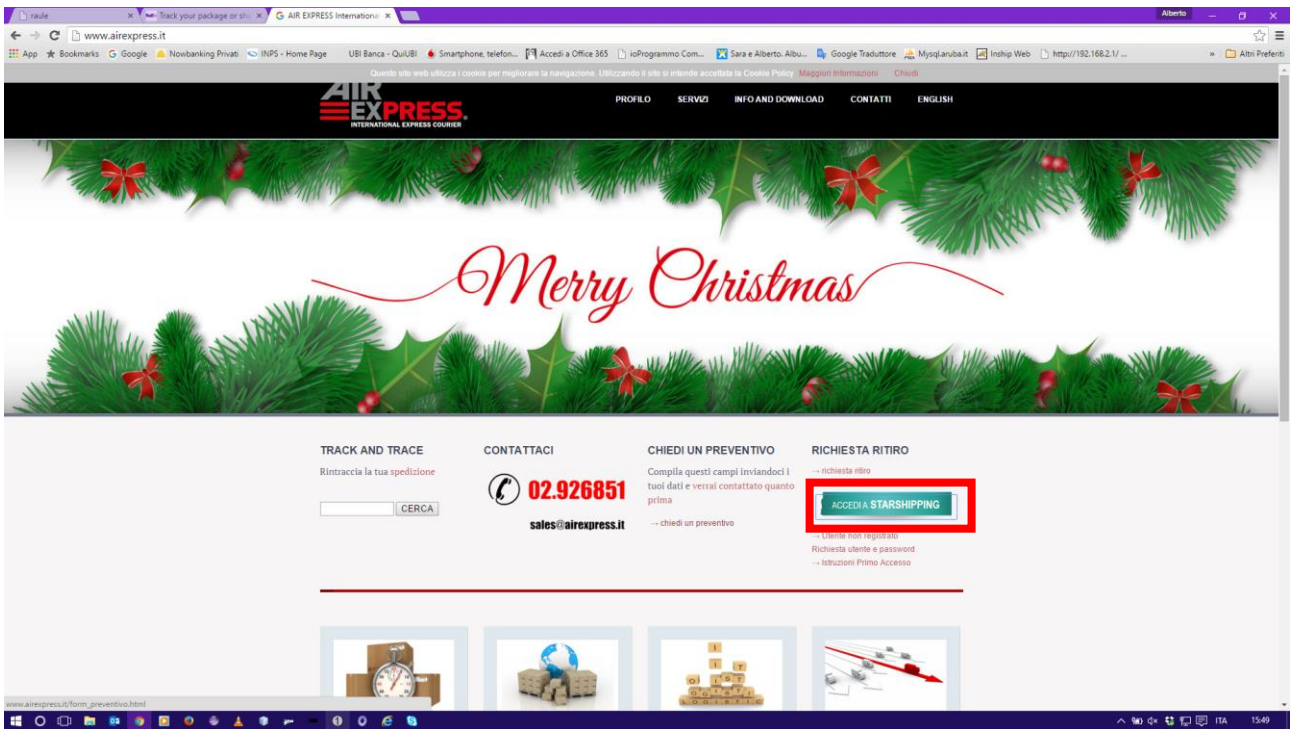 raule
Track your package or shi
AIR EXPRESS International
Alberto
www.airexpress.it
App
Bookmarks
Google
Nowbanking Privati
INPS - Home Page
UBI Banca - QuiUBI
Smartphone, telefon...
Accedi a Office 365
ioProgrammo Com...
Sara e Alberto. Albu...
Google Traduttore
Mysql.aruba.it
Inship Web
http://192.168.2.1/ ...
»
Altri Preferiti
Questo sito web utilizza i cookie per migliorare la navigazione. Utilizzando il sito si intende accettata la Cookie Policy Maggiori Informazioni Chiudi
AIR
EXPRESS.
INTERNATIONAL EXPRESS COURIER
PROFILO
SERVIZI
INFO AND DOWNLOAD
CONTATTI
ENGLISH
Merry Christmas
TRACK AND TRACE
Rintraccia la tua spedizione
CERCA
CONTATTACI
02.926851
sales@airexpress.it
CHIEDI UN PREVENTIVO
Compila questi campi inviandoci i
tuoi dati e verrai contattato quanto
prima
→ chiedi un preventivo
RICHIESTA RITIRO
→ richiesta ritiro
ACCEDI A STARSHIPPING
→ Utente non registrato
Richiesta utente e password
→ Istruzioni Primo Accesso
LOGISTIC
www.airexpress.it/form_preventivo.html
ITA
15:49